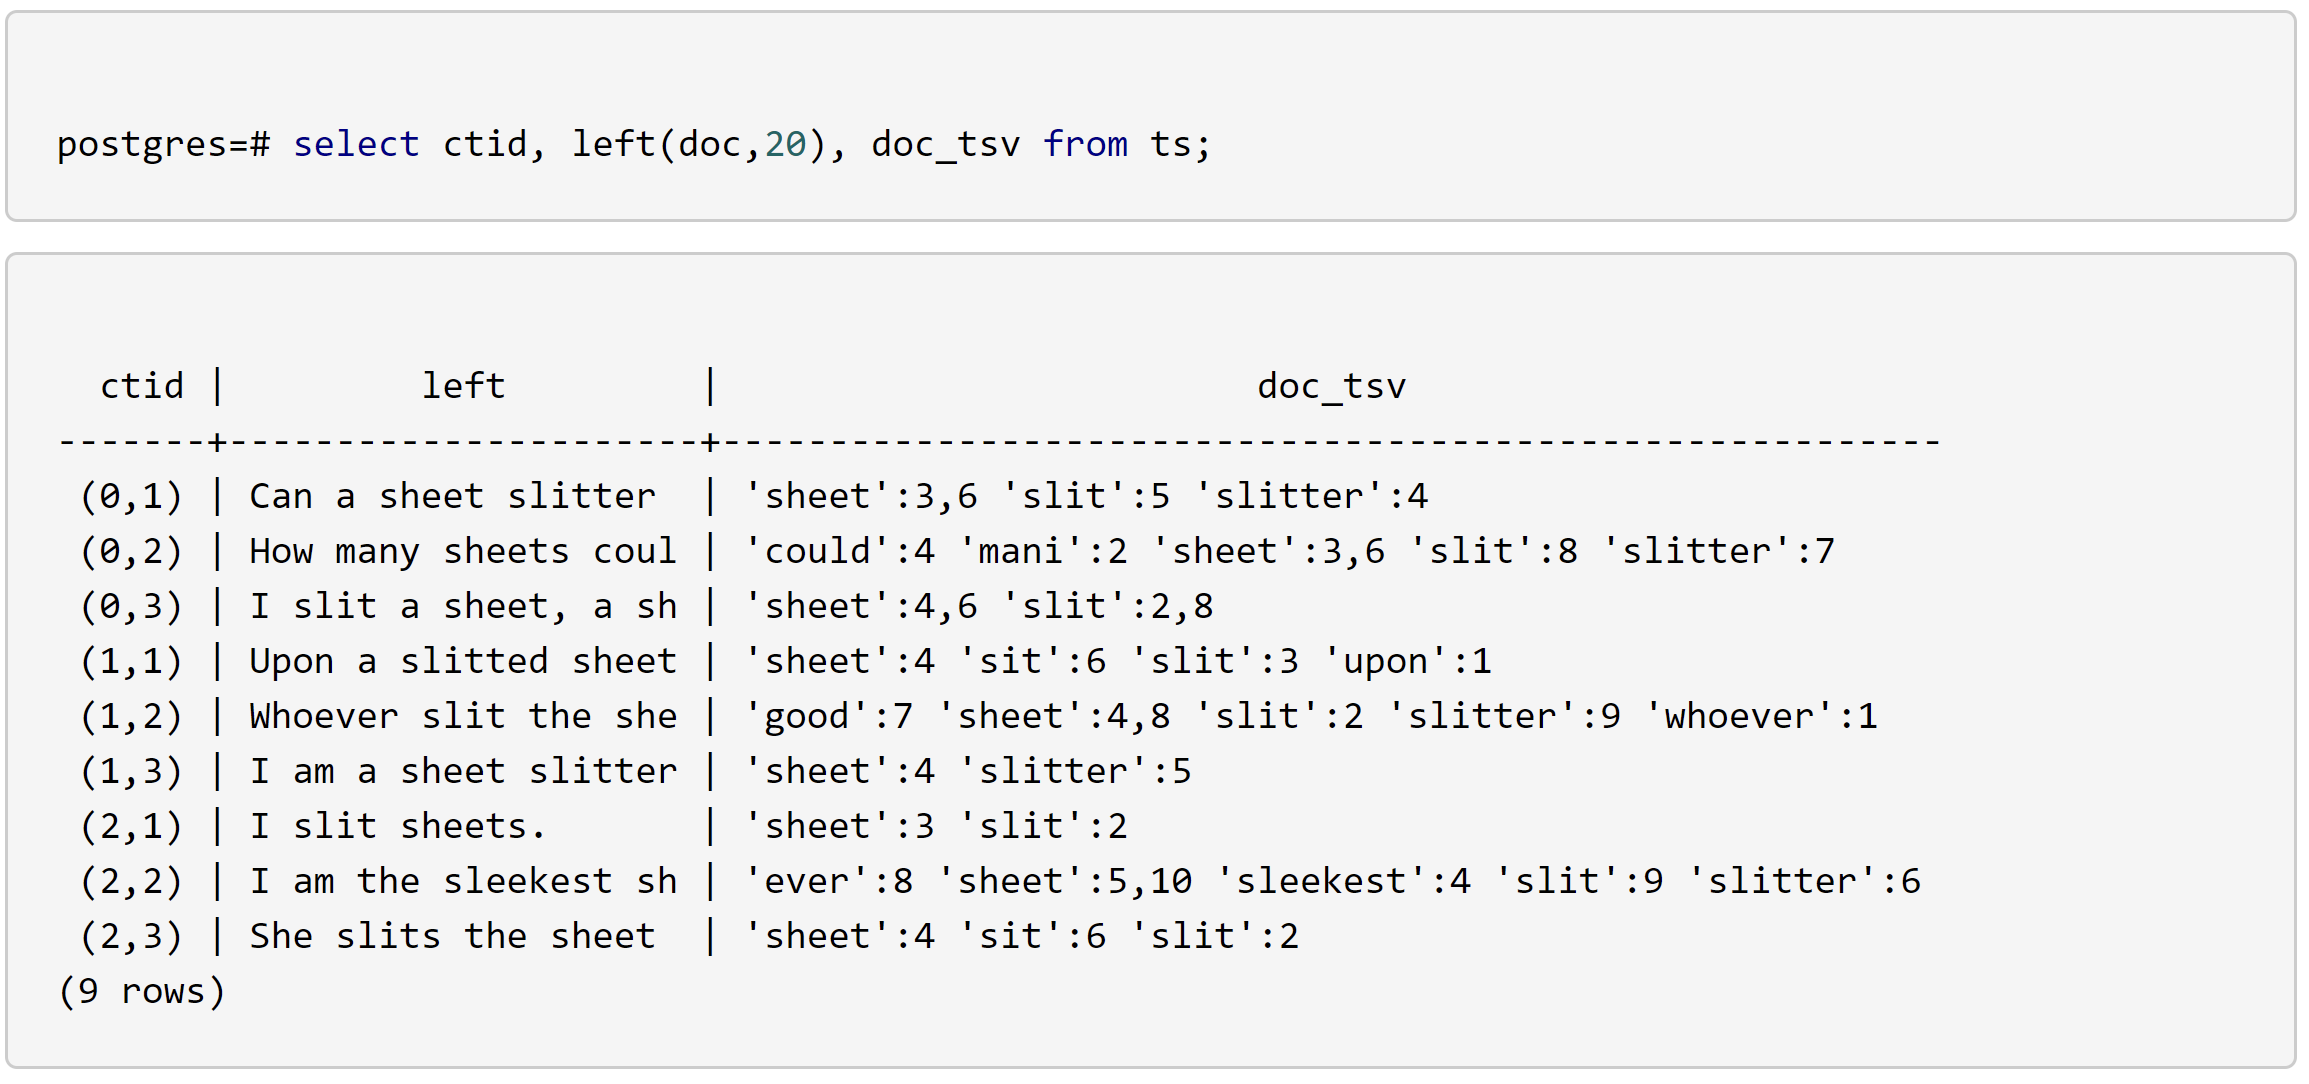 postgres=# select ctid, left(doc,20), doc_tsv from ts;
  ctid |         left         |                         doc_tsv
-------+----------------------+---------------------------------------------------------
 (0,1) | Can a sheet slitter  | 'sheet':3,6 'slit':5 'slitter':4
 (0,2) | How many sheets coul | 'could':4 'mani':2 'sheet':3,6 'slit':8 'slitter':7
 (0,3) | I slit a sheet, a sh | 'sheet':4,6 'slit':2,8
 (1,1) | Upon a slitted sheet | 'sheet':4 'sit':6 'slit':3 'upon':1
 (1,2) | Whoever slit the she | 'good':7 'sheet':4,8 'slit':2 'slitter':9 'whoever':1
 (1,3) | I am a sheet slitter | 'sheet':4 'slitter':5
 (2,1) | I slit sheets.       | 'sheet':3 'slit':2
 (2,2) | I am the sleekest sh | 'ever':8 'sheet':5,10 'sleekest':4 'slit':9 'slitter':6
 (2,3) | She slits the sheet  | 'sheet':4 'sit':6 'slit':2
(9 rows)